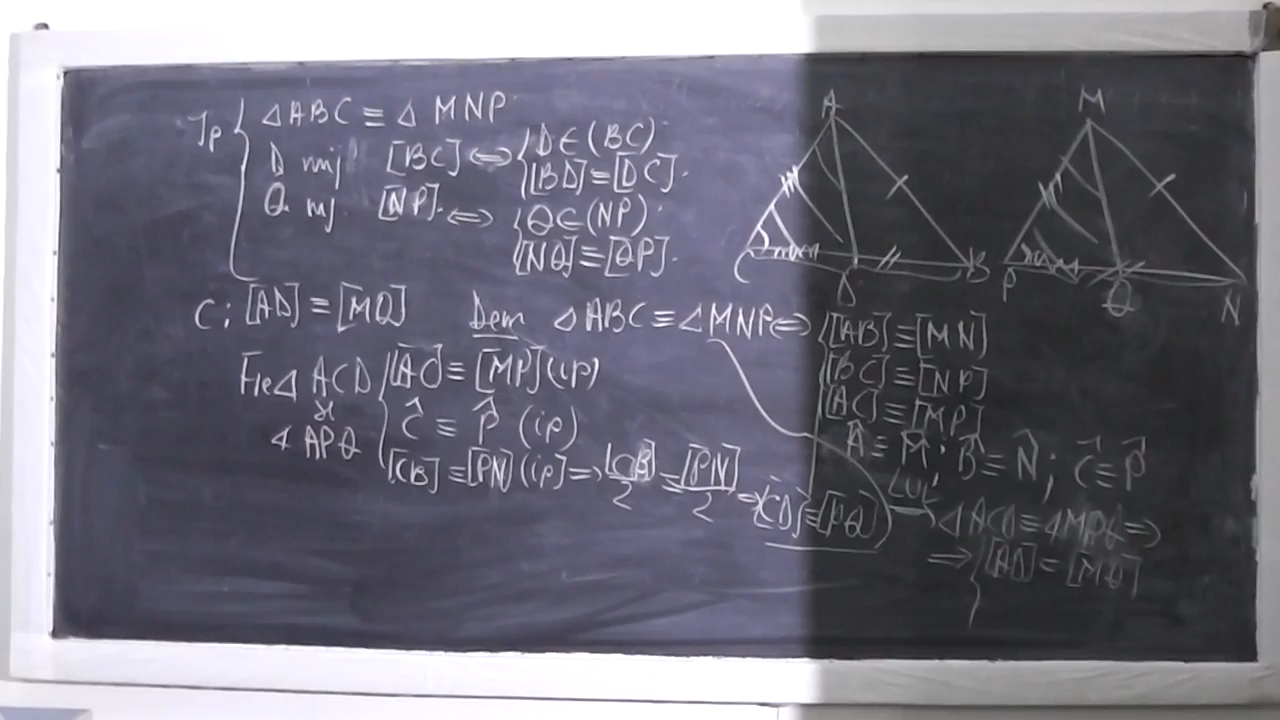 Ip { △ABC ≡ △ MNP
D mij [BC] ⇔ { D ∈ (BC)
[BD] ≡ [DC].
Q mj. [NP]. ⇔ { Q ∈ (NP)
[NQ] ≡ [QP].
A
M
C
D
B
P
Q
N
C: [AD] ≡ [MQ]
Dem △ABC ≡ △MNP ⇔ { [AB] ≡ [MN]
[BC] ≡ [NP]
[AC] ≡ [MP]
Â ≡ M̂; B̂ ≡ N̂; Ĉ ≡ P̂
Fie △ ACD { [AC] ≡ [MP] (ip)
și
△ APQ
Ĉ ≡ P̂ (ip)
[CB] ≡ [PN] (ip) ⇒ [CB]/2 = [PN]/2 ⇒ [CD] ≡ [PQ]
LUL ⇒ △ACD ≡ △MPQ ⇒
⇒ [AD] ≡ [MQ]